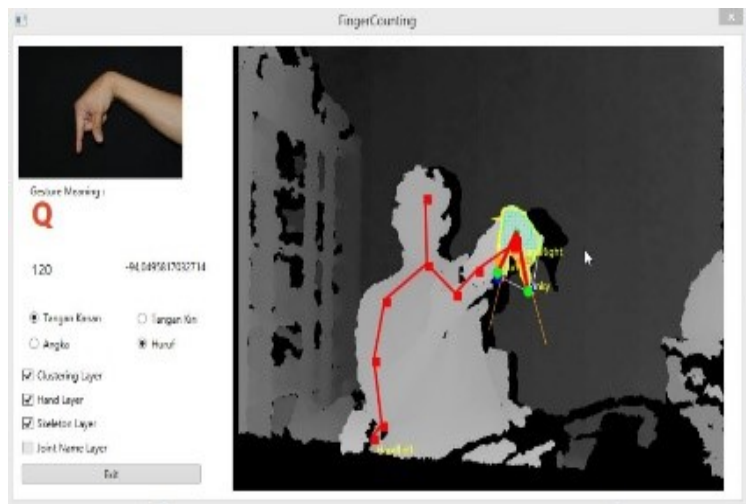 FingerCounting
x
Gesture Meaning :
Q
120 -94,0495817032714
Tangan Kanan Tangan Kiri
Angka Huruf
Clustering Layer
Hand Layer
Skeleton Layer
Joint Name Layer
Exit